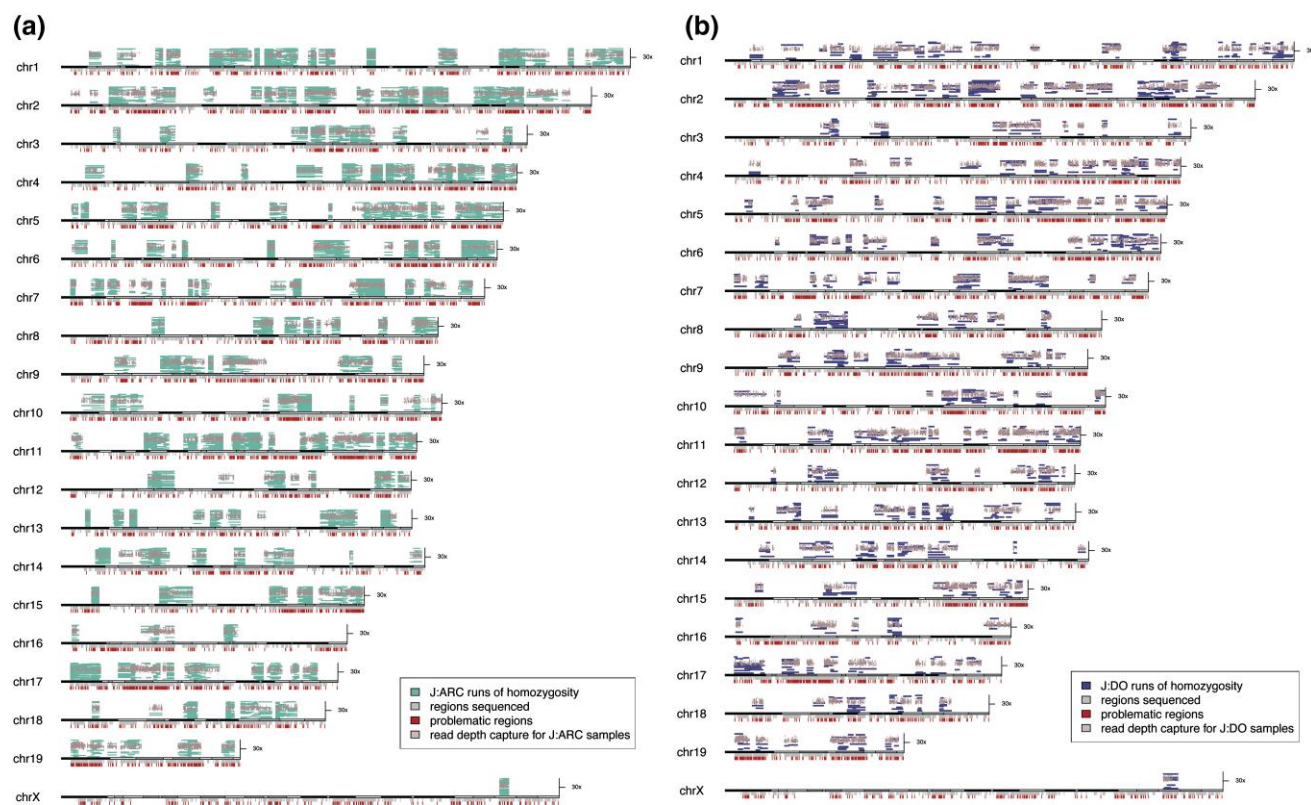 (a)
chr1 30x
chr2 30x
chr3 30x
chr4 30x
chr5 30x
chr6 30x
chr7 30x
chr8 30x
chr9 30x
chr10 30x
chr11 30x
chr12 30x
chr13 30x
chr14 30x
chr15 30x
chr16 30x
chr17 30x
chr18 30x
chr19 30x
chrX 30x
J:ARC runs of homozygosity
regions sequenced
problematic regions
read depth capture for J:ARC samples
(b)
chr1 30x
chr2 30x
chr3 30x
chr4 30x
chr5 30x
chr6 30x
chr7 30x
chr8 30x
chr9 30x
chr10 30x
chr11 30x
chr12 30x
chr13 30x
chr14 30x
chr15 30x
chr16 30x
chr17 30x
chr18 30x
chr19 30x
chrX 30x
J:DO runs of homozygosity
regions sequenced
problematic regions
read depth capture for J:DO samples